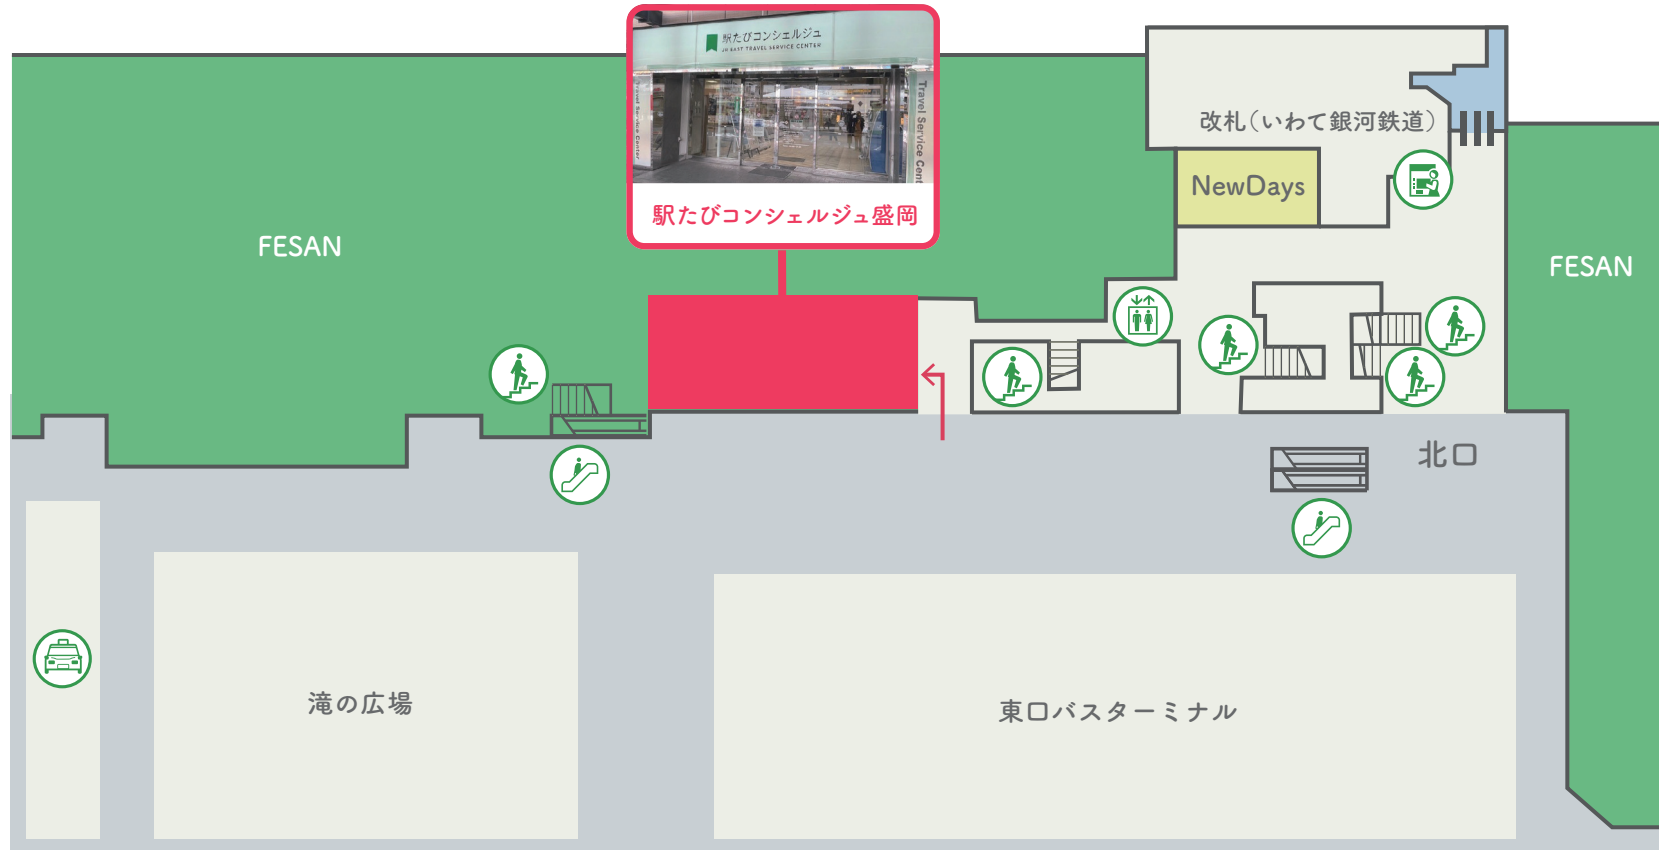 駅たびコンシェルジュ
JR EAST TRAVEL SERVICE CENTER
Travel Service Center
Travel Service Cent
駅たびコンシェルジュ盛岡
改札(いわて銀河鉄道)
NewDays
FESAN
FESAN
北口
滝の広場
東口バスターミナル